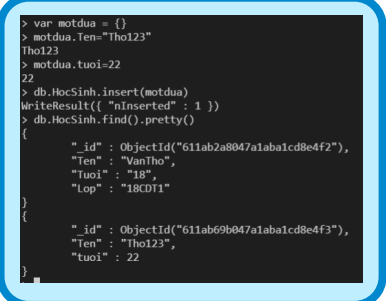 > var motdua = {}
> motdua.Ten="Tho123"
Tho123
> motdua.tuoi=22
22
> db.HocSinh.insert(motdua)
WriteResult({ "nInserted" : 1 })
> db.HocSinh.find().pretty()
{
        "_id" : ObjectId("611ab2a8047a1aba1cd8e4f2"),
        "Ten" : "VanTho",
        "Tuoi" : "18",
        "Lop" : "18CDT1"
}
{
        "_id" : ObjectId("611ab69b047a1aba1cd8e4f3"),
        "Ten" : "Tho123",
        "tuoi" : 22
}